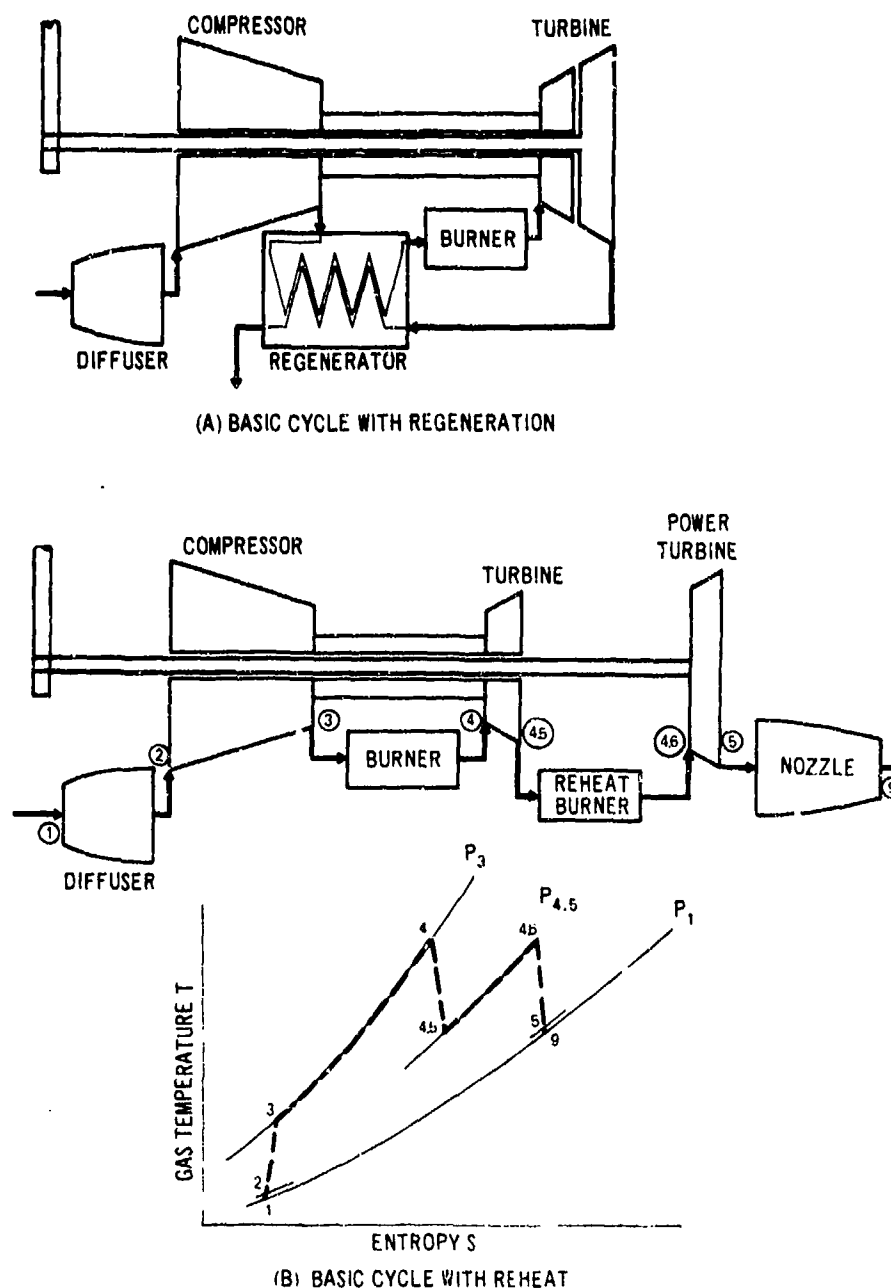 COMPRESSOR
TURBINE
BURNER
DIFFUSER
REGENERATOR
(A) BASIC CYCLE WITH REGENERATION
POWER
TURBINE
COMPRESSOR
TURBINE
3
4
4.5
4.6
5
2
BURNER
NOZZLE
REHEAT
BURNER
1
9
DIFFUSER
P3
P4.5
P1
4
4.6
4.5
5
9
3
2
1
GAS TEMPERATURE T
ENTROPY S
(B) BASIC CYCLE WITH REHEAT